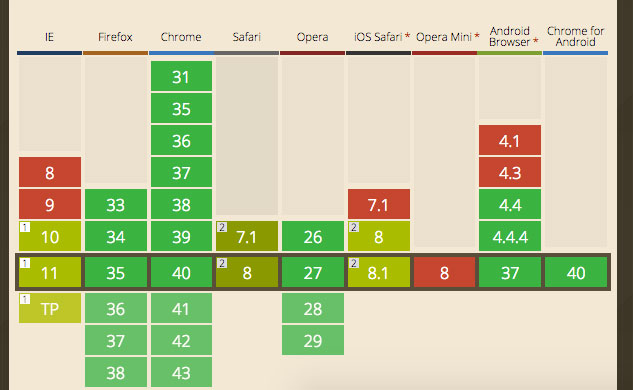 IE Firefox Chrome Safari Opera iOS Safari * Opera Mini * Android Browser * Chrome for Android
31
35
36 4.1
8 37 4.3
9 33 38 7.1 4.4
1 10 34 39 2 7.1 26 2 8 4.4.4
1 11 35 40 2 8 27 2 8.1 8 37 40
1 TP 36 41 28
37 42 29
38 43